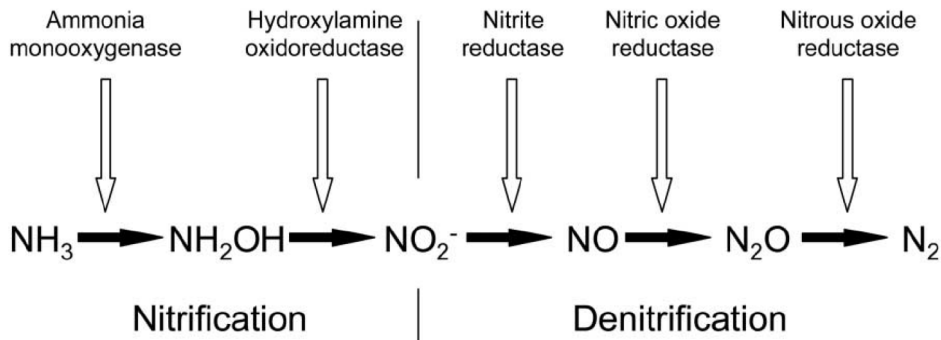 Ammonia
monooxygenase
Hydroxylamine
oxidoreductase
Nitrite
reductase
Nitric oxide
reductase
Nitrous oxide
reductase
NH₃ NH₂OH NO₂⁻ NO N₂O N₂
Nitrification Denitrification